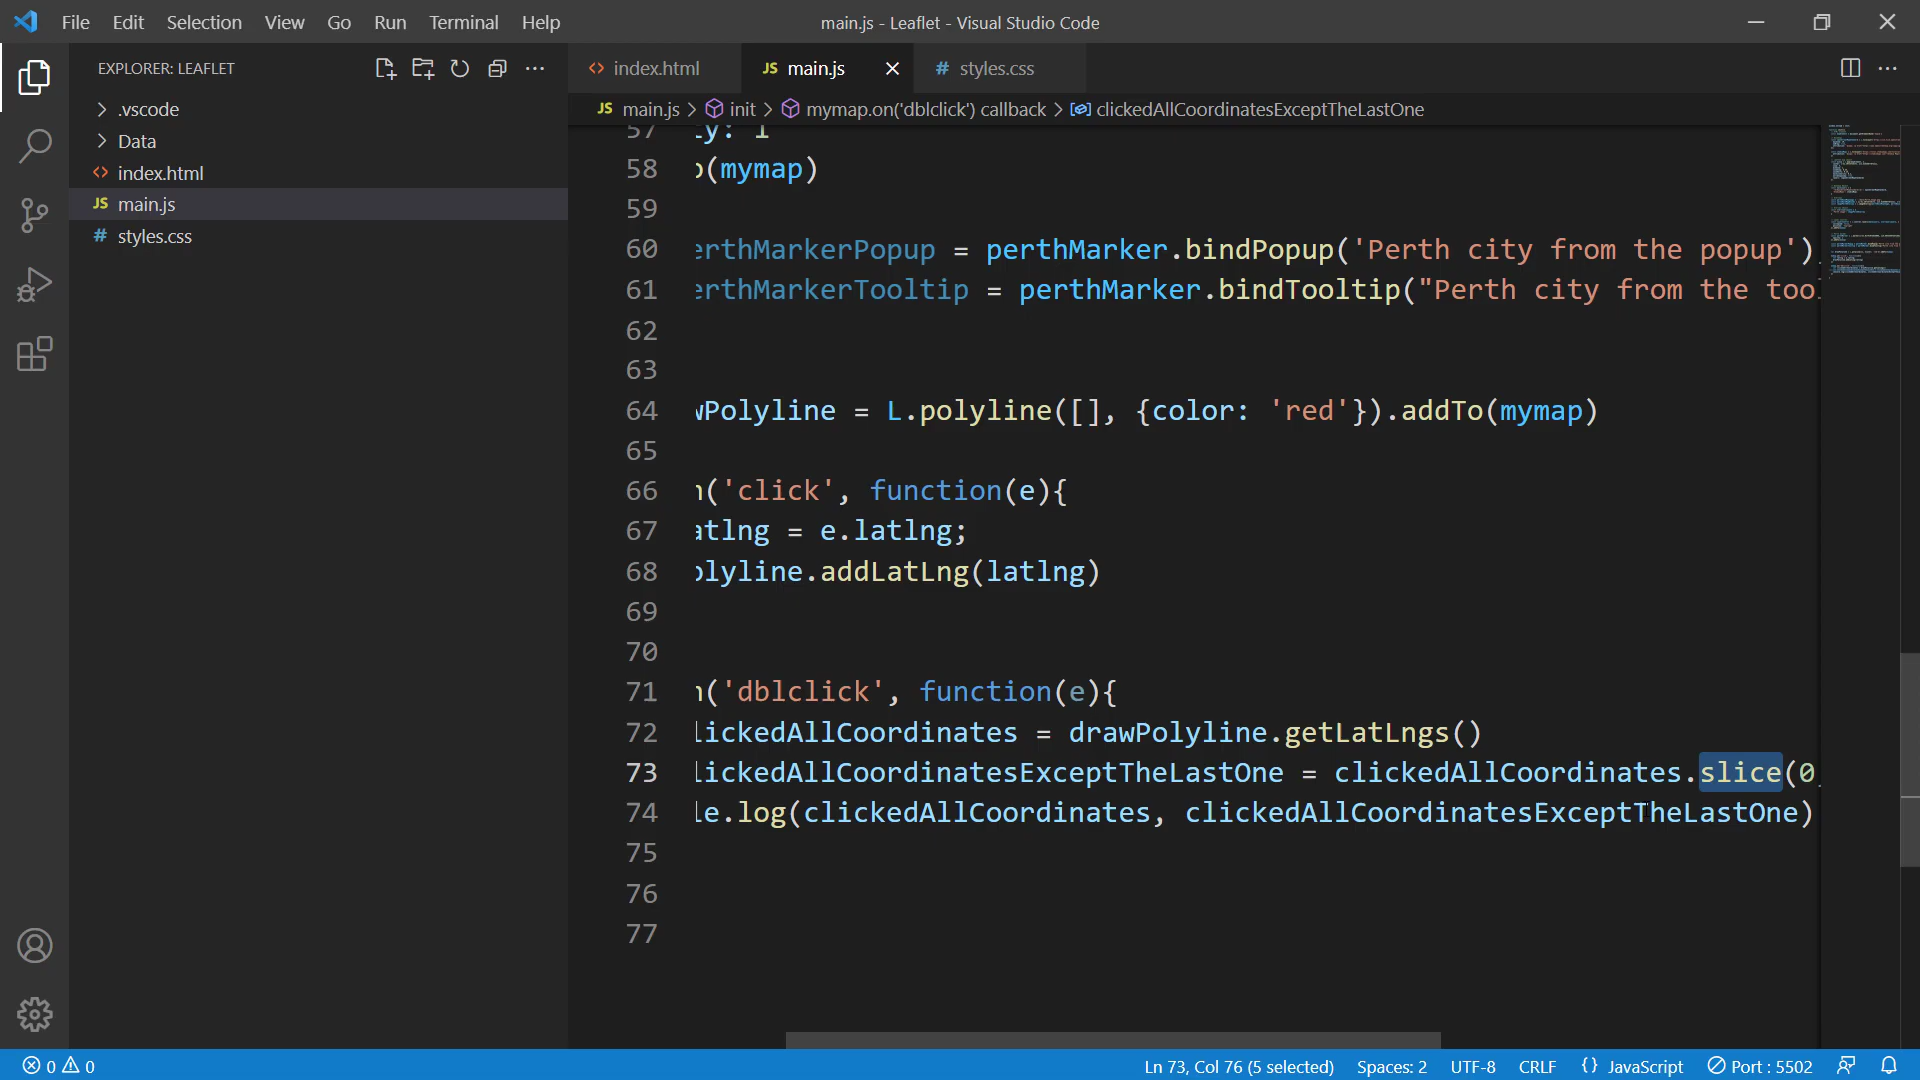 File Edit Selection View Go Run Terminal Help
main.js - Leaflet - Visual Studio Code
EXPLORER: LEAFLET
.vscode
Data
index.html
JS main.js
# styles.css
index.html
JS main.js
# styles.css
JS main.js > init > mymap.on('dblclick') callback > clickedAllCoordinatesExceptTheLastOne
57 ty: 1
58 o(mymap)
59
60 erthMarkerPopup = perthMarker.bindPopup('Perth city from the popup')
61 erthMarkerTooltip = perthMarker.bindTooltip("Perth city from the too
62
63
64 wPolyline = L.polyline([], {color: 'red'}).addTo(mymap)
65
66 n('click', function(e){
67 atlng = e.latlng;
68 olyline.addLatLng(latlng)
69
70
71 n('dblclick', function(e){
72 lickedAllCoordinates = drawPolyline.getLatLngs()
73 lickedAllCoordinatesExceptTheLastOne = clickedAllCoordinates.slice(0
74 le.log(clickedAllCoordinates, clickedAllCoordinatesExceptTheLastOne)
75
76
77
0 0 Ln 73, Col 76 (5 selected) Spaces: 2 UTF-8 CRLF {} JavaScript Port : 5502